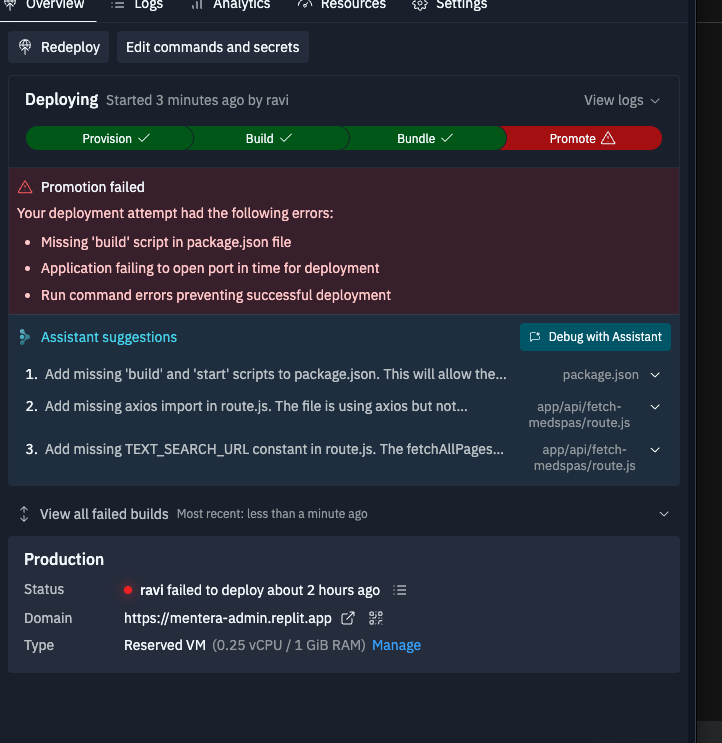 Overview Logs Analytics Resources Settings
Redeploy Edit commands and secrets
Deploying Started 3 minutes ago by ravi View logs
Provision Build Bundle Promote
Promotion failed
Your deployment attempt had the following errors:
• Missing 'build' script in package.json file
• Application failing to open port in time for deployment
• Run command errors preventing successful deployment
Assistant suggestions Debug with Assistant
1. Add missing 'build' and 'start' scripts to package.json. This will allow the... package.json
2. Add missing axios import in route.js. The file is using axios but not... app/api/fetch-
medspas/route.js
3. Add missing TEXT_SEARCH_URL constant in route.js. The fetchAllPages... app/api/fetch-
medspas/route.js
View all failed builds Most recent: less than a minute ago
Production
Status ravi failed to deploy about 2 hours ago
Domain https://mentera-admin.replit.app
Type Reserved VM (0.25 vCPU / 1 GiB RAM) Manage